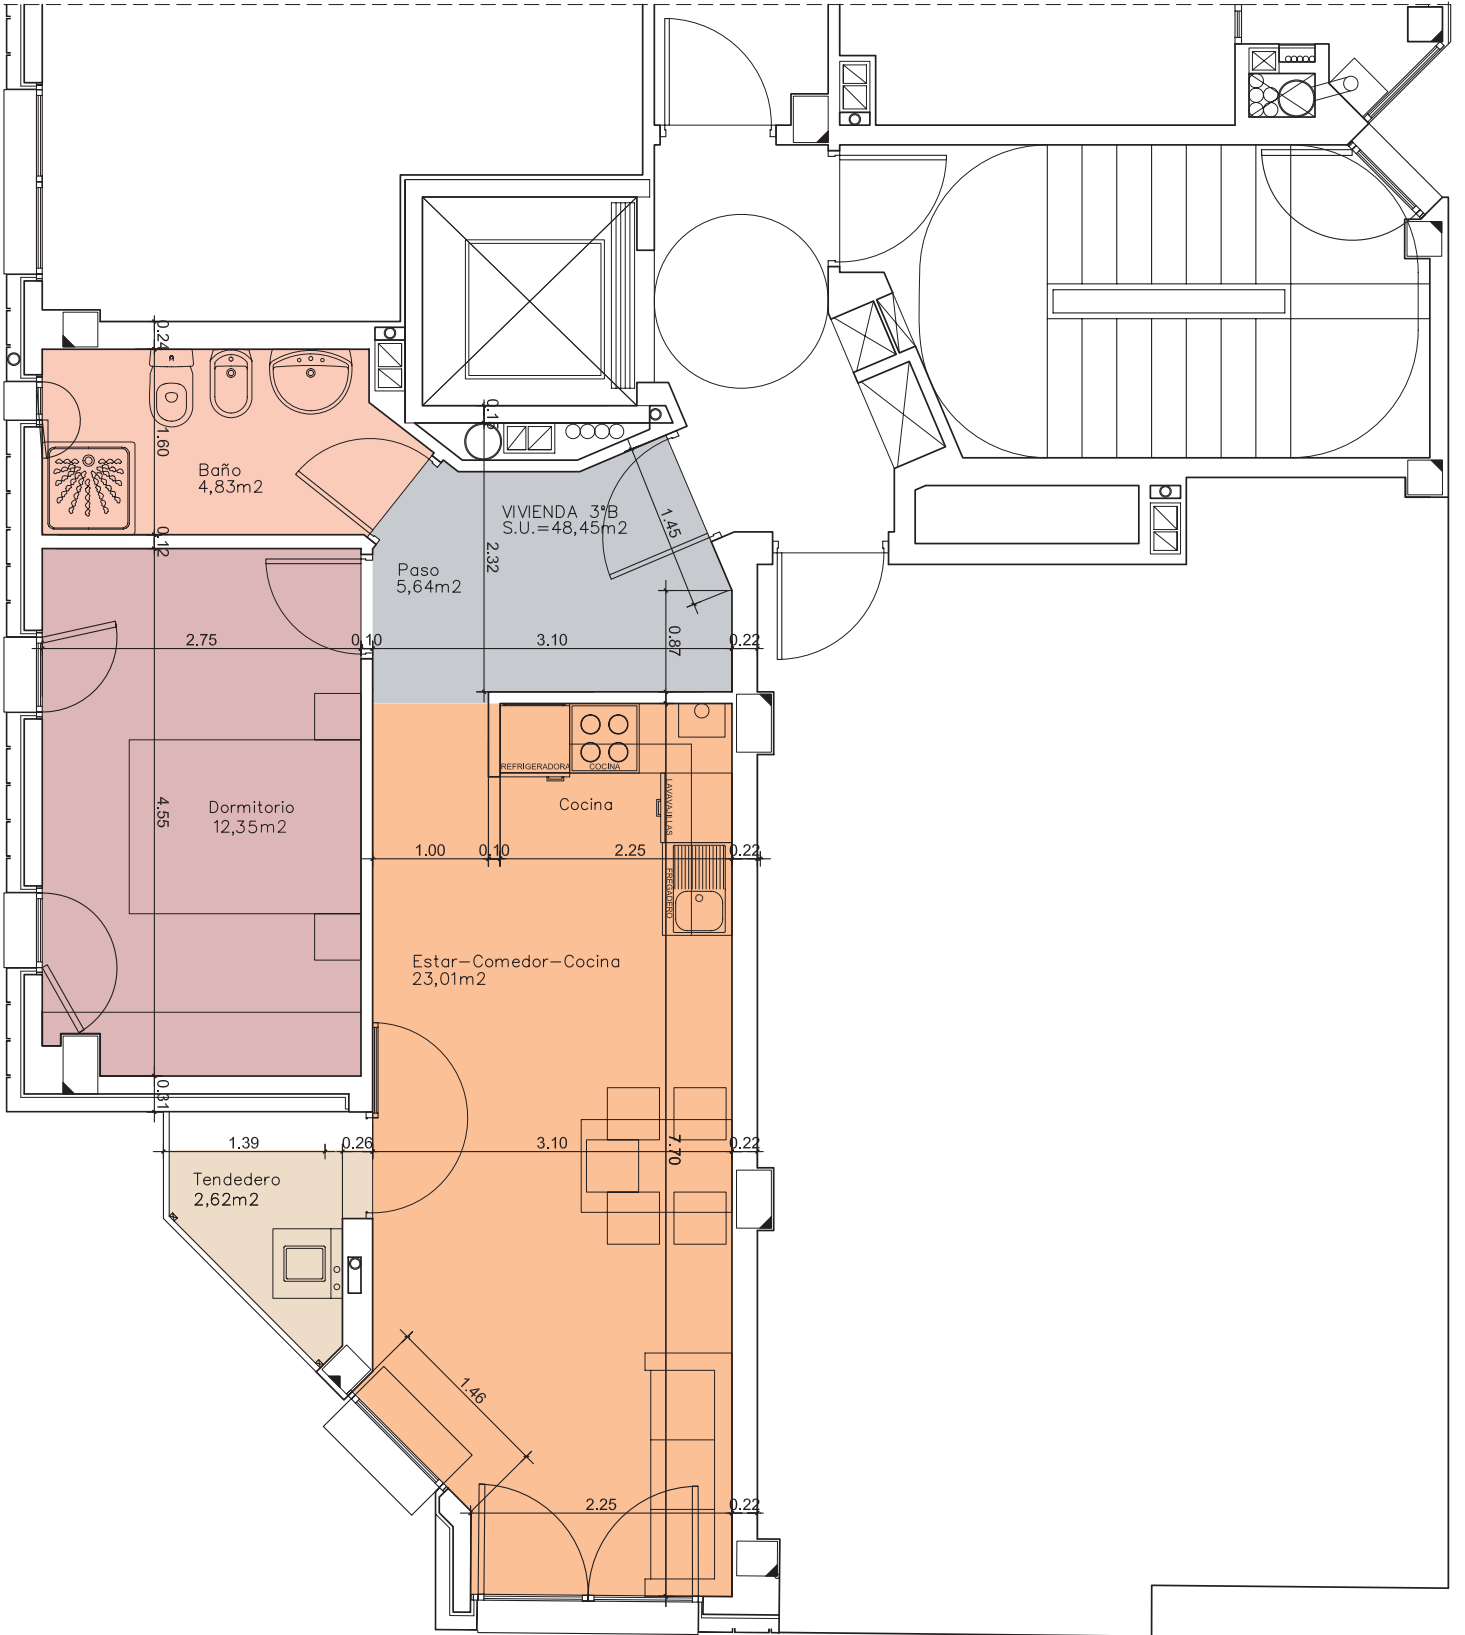 0.24
Baño
4,83m2
1.60
0.12
VIVIENDA 3ºB
S.U.=48,45m2
2.32
1.45
Paso
5,64m2
2.75
0.10
3.10
0.87
0.22
REFRIGERADORA
COCINA
Cocina
LAVAVAJILLAS
Dormitorio
12,35m2
4.55
1.00
0.10
2.25
0.22
FREGADERO
Estar-Comedor-Cocina
23,01m2
0.31
1.39
0.26
3.10
7.70
0.22
Tendedero
2,62m2
1.46
2.25
0.22